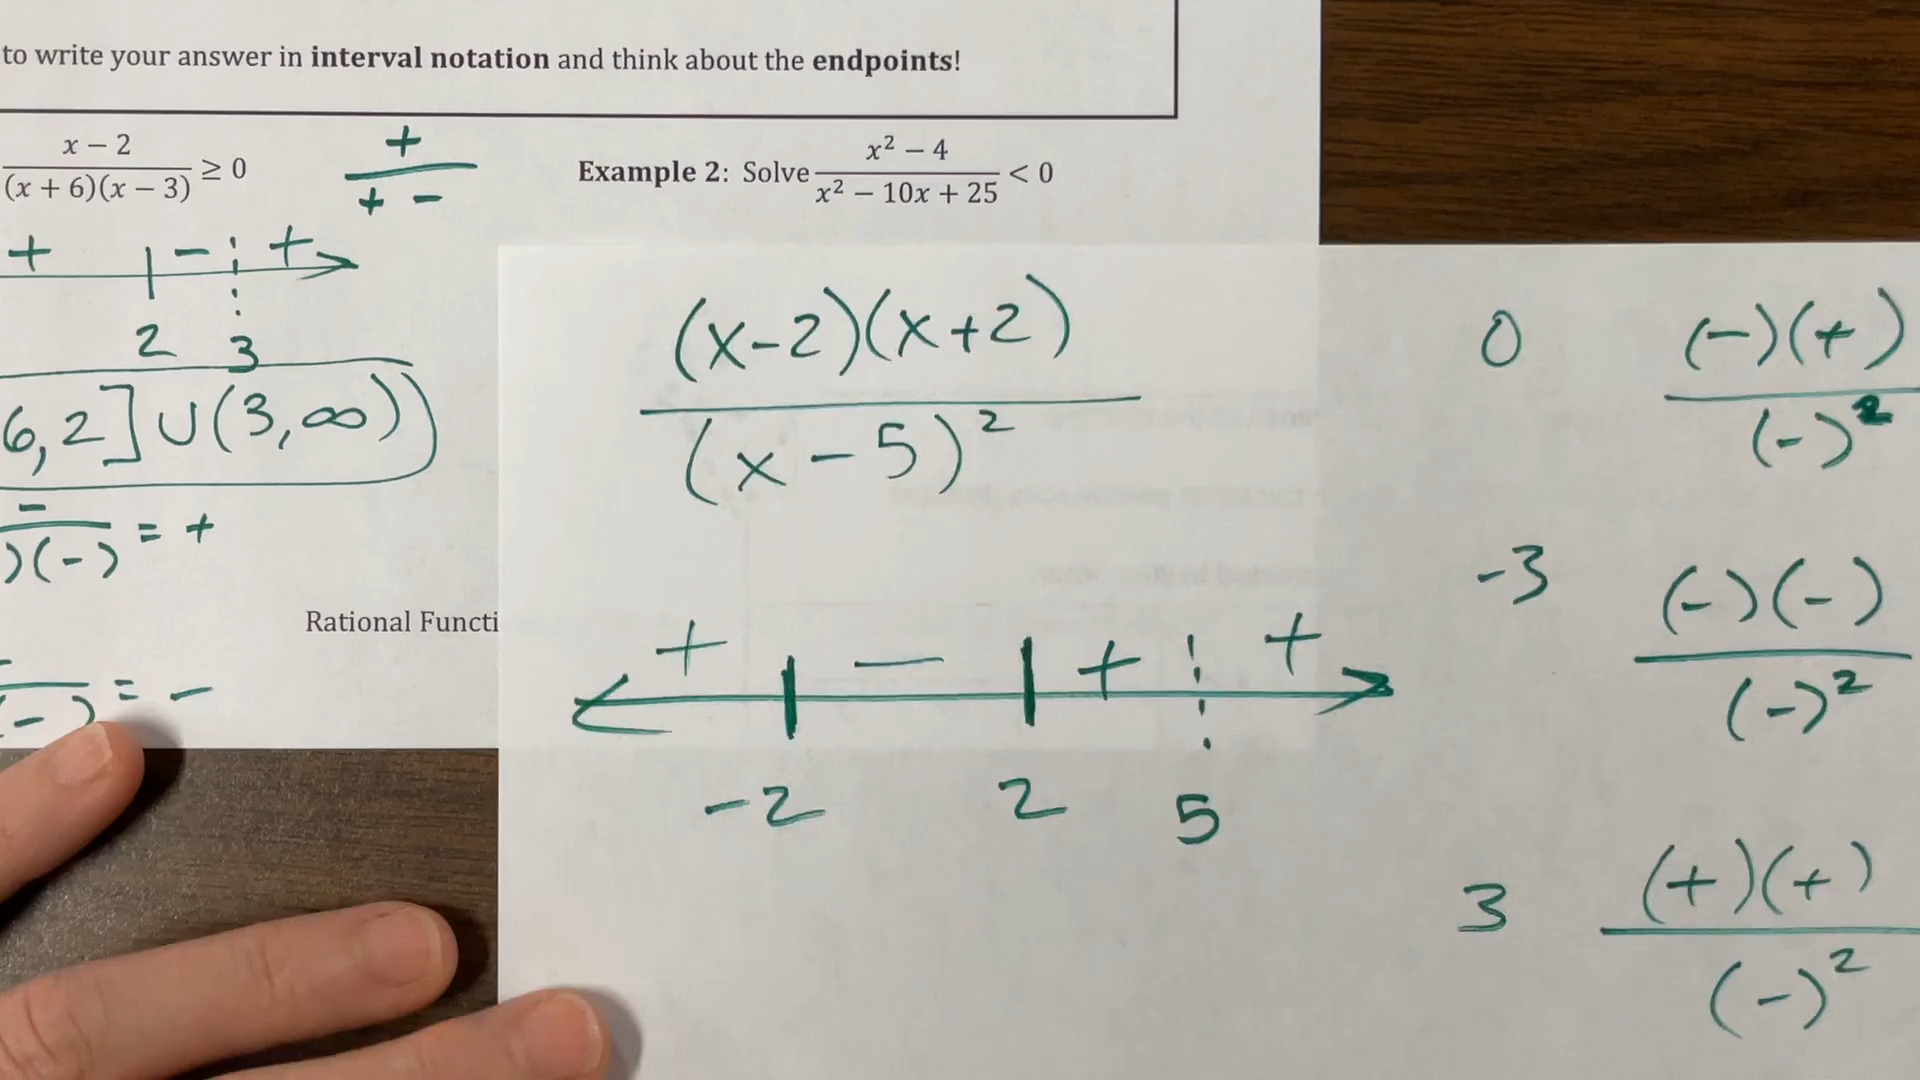 to write your answer in interval notation and think about the endpoints!
x − 2
(x + 6)(x − 3) ≥ 0
+
+ −
Example 2: Solve x² − 4
x² − 10x + 25 < 0
+ − +
2 3
6,2] ∪ (3,∞)
−
)(-) = +
Rational Functi
-) = −
(x-2)(x+2)
(x-5)²
+ − + +
-2 2 5
0 (-)(+)
(-)²
-3 (-)(-)
(-)²
3 (+)(+)
(-)²